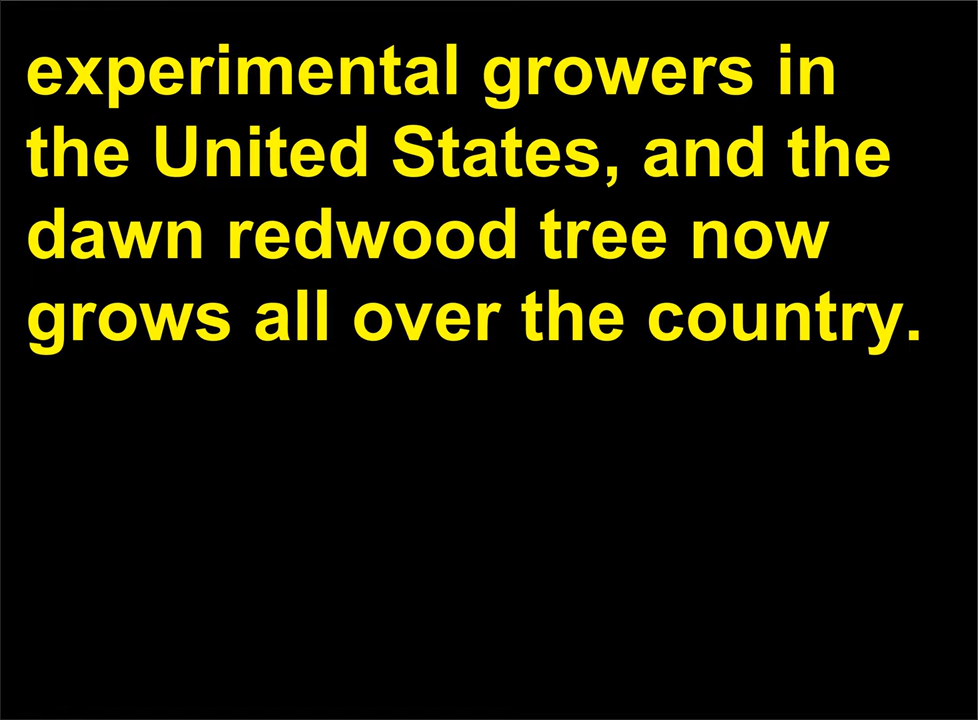 experimental growers in
the United States, and the
dawn redwood tree now
grows all over the country.